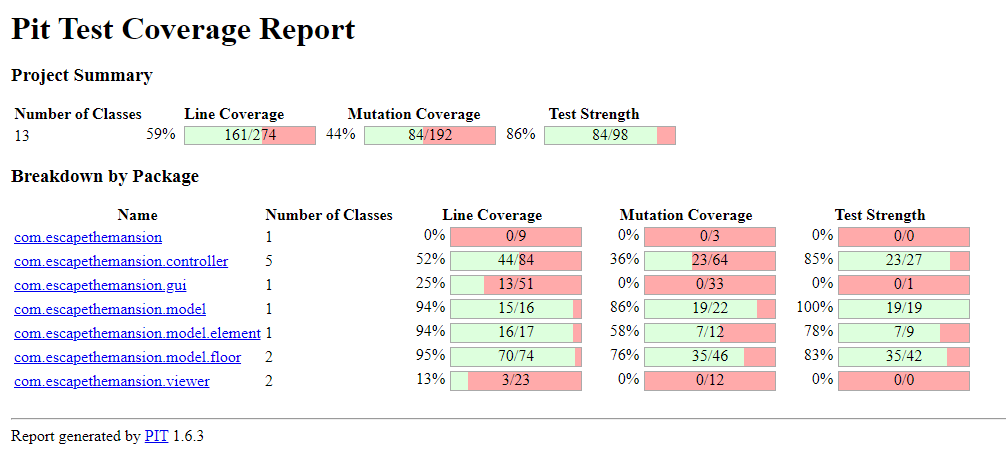 Pit Test Coverage Report
Project Summary
Number of Classes Line Coverage Mutation Coverage Test Strength
13 59% 161/274 44% 84/192 86% 84/98
Breakdown by Package
Name Number of Classes Line Coverage Mutation Coverage Test Strength
com.escapethemansion 1 0% 0/9 0% 0/3 0% 0/0
com.escapethemansion.controller 5 52% 44/84 36% 23/64 85% 23/27
com.escapethemansion.gui 1 25% 13/51 0% 0/33 0% 0/1
com.escapethemansion.model 1 94% 15/16 86% 19/22 100% 19/19
com.escapethemansion.model.element 1 94% 16/17 58% 7/12 78% 7/9
com.escapethemansion.model.floor 2 95% 70/74 76% 35/46 83% 35/42
com.escapethemansion.viewer 2 13% 3/23 0% 0/12 0% 0/0
Report generated by PIT 1.6.3